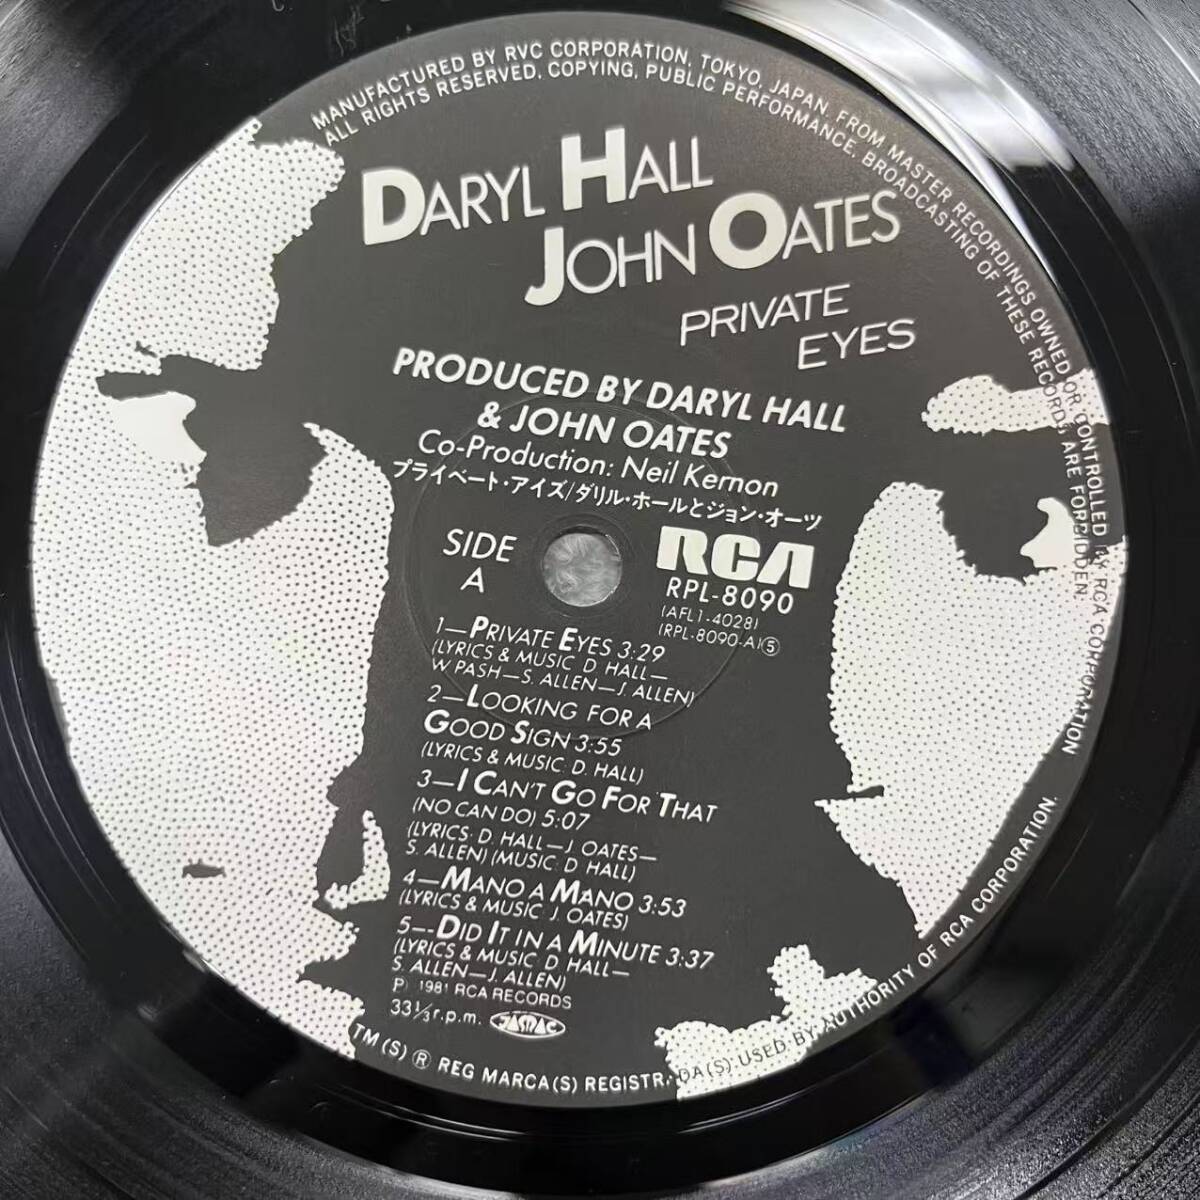 MANUFACTURED BY RVC CORPORATION, TOKYO, JAPAN, FROM MASTER RECORDINGS OWNED OR CONTROLLED BY RCA CORPORATION
ALL RIGHTS RESERVED. COPYING, PUBLIC PERFORMANCE, BROADCASTING OF THESE RECORDS ARE FORBIDDEN.
DARYL HALL
JOHN OATES
PRIVATE
EYES
PRODUCED BY DARYL HALL
& JOHN OATES
Co-Production: Neil Kernon
プライベート・アイズ/ダリル・ホールとジョン・オーツ
SIDE
A
RCA
RPL-8090
(AFL1-4028)
(RPL-8090-A)⑤
1—PRIVATE EYES 3:29
(LYRICS & MUSIC: D. HALL—
W. PASH—S. ALLEN—J. ALLEN)
2—LOOKING FOR A
GOOD SIGN 3:55
(LYRICS & MUSIC: D. HALL)
3—I CAN'T GO FOR THAT
(NO CAN DO) 5:07
(LYRICS: D. HALL—J. OATES—
S. ALLEN) (MUSIC: D. HALL)
4—MANO A MANO 3:53
(LYRICS & MUSIC: J. OATES)
5—DID IT IN A MINUTE 3:37
(LYRICS & MUSIC: D. HALL—
S. ALLEN—J. ALLEN)
Ⓟ 1981 RCA RECORDS
33⅓ r.p.m. JASRAC
TM(S) ® REG MARCA(S) REGISTRADA(S) USED BY AUTHORITY OF RCA CORPORATION.